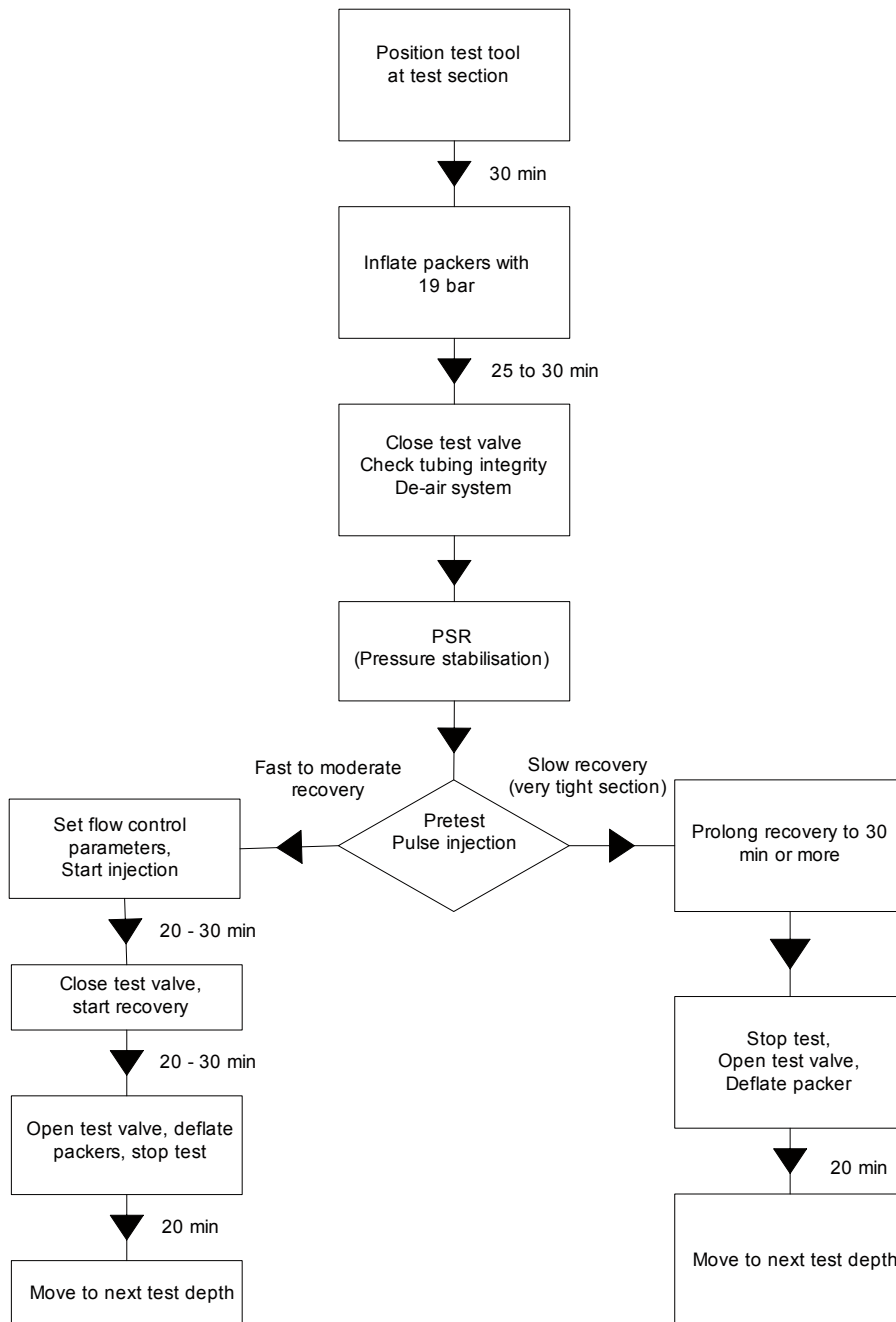 Position test tool
at test section
30 min
Inflate packers with
19 bar
25 to 30 min
Close test valve
Check tubing integrity
De-air system
PSR
(Pressure stabilisation)
Fast to moderate
recovery
Slow recovery
(very tight section)
Pretest
Pulse injection
Set flow control
parameters,
Start injection
20 - 30 min
Close test valve,
start recovery
20 - 30 min
Open test valve, deflate
packers, stop test
20 min
Move to next test depth
Prolong recovery to 30
min or more
Stop test,
Open test valve,
Deflate packer
20 min
Move to next test depth